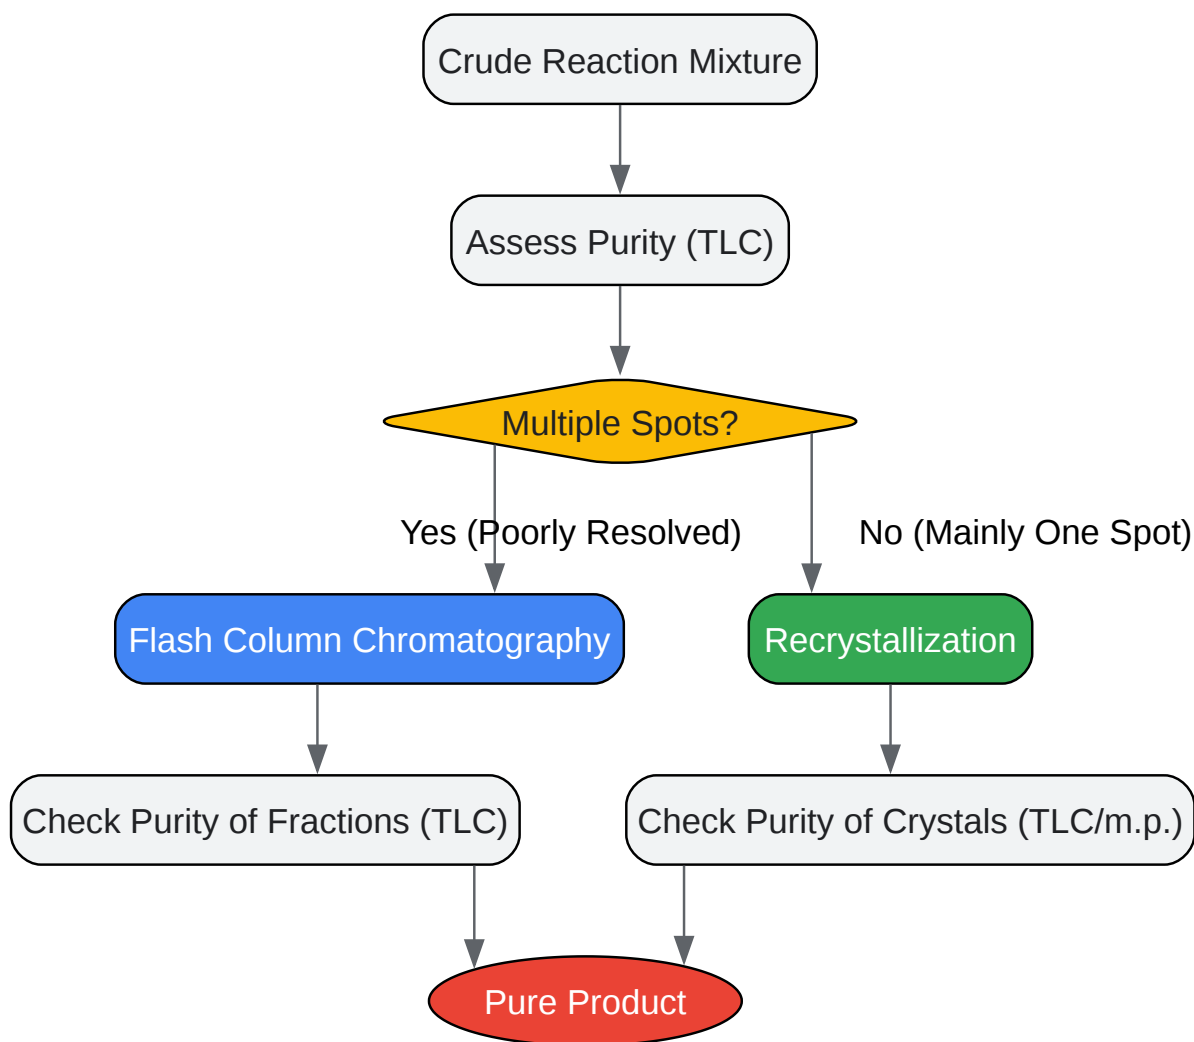 Crude Reaction Mixture
Assess Purity (TLC)
Multiple Spots?
Yes (Poorly Resolved)
No (Mainly One Spot)
Flash Column Chromatography
Recrystallization
Check Purity of Fractions (TLC)
Check Purity of Crystals (TLC/m.p.)
Pure Product